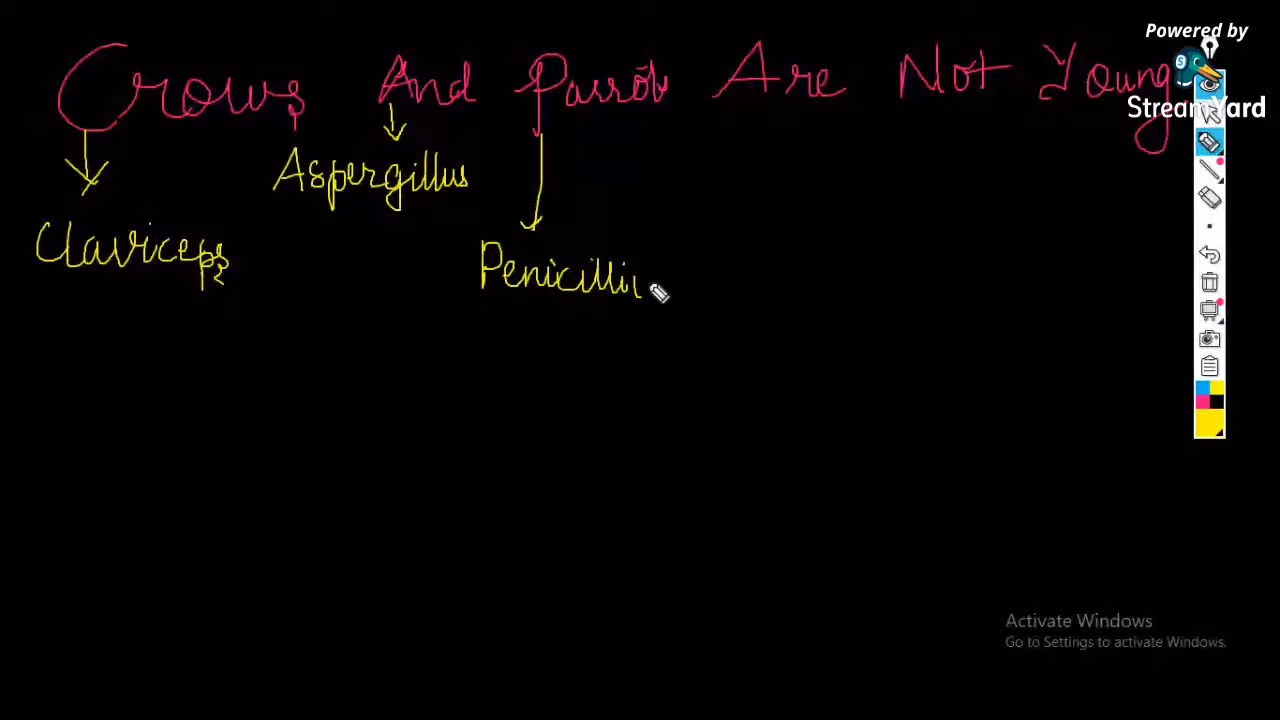 Powered by
StreamYard
Crows And Parrot Are Not Young
Aspergillus
Claviceps
Penicilli
Activate Windows
Go to Settings to activate Windows.